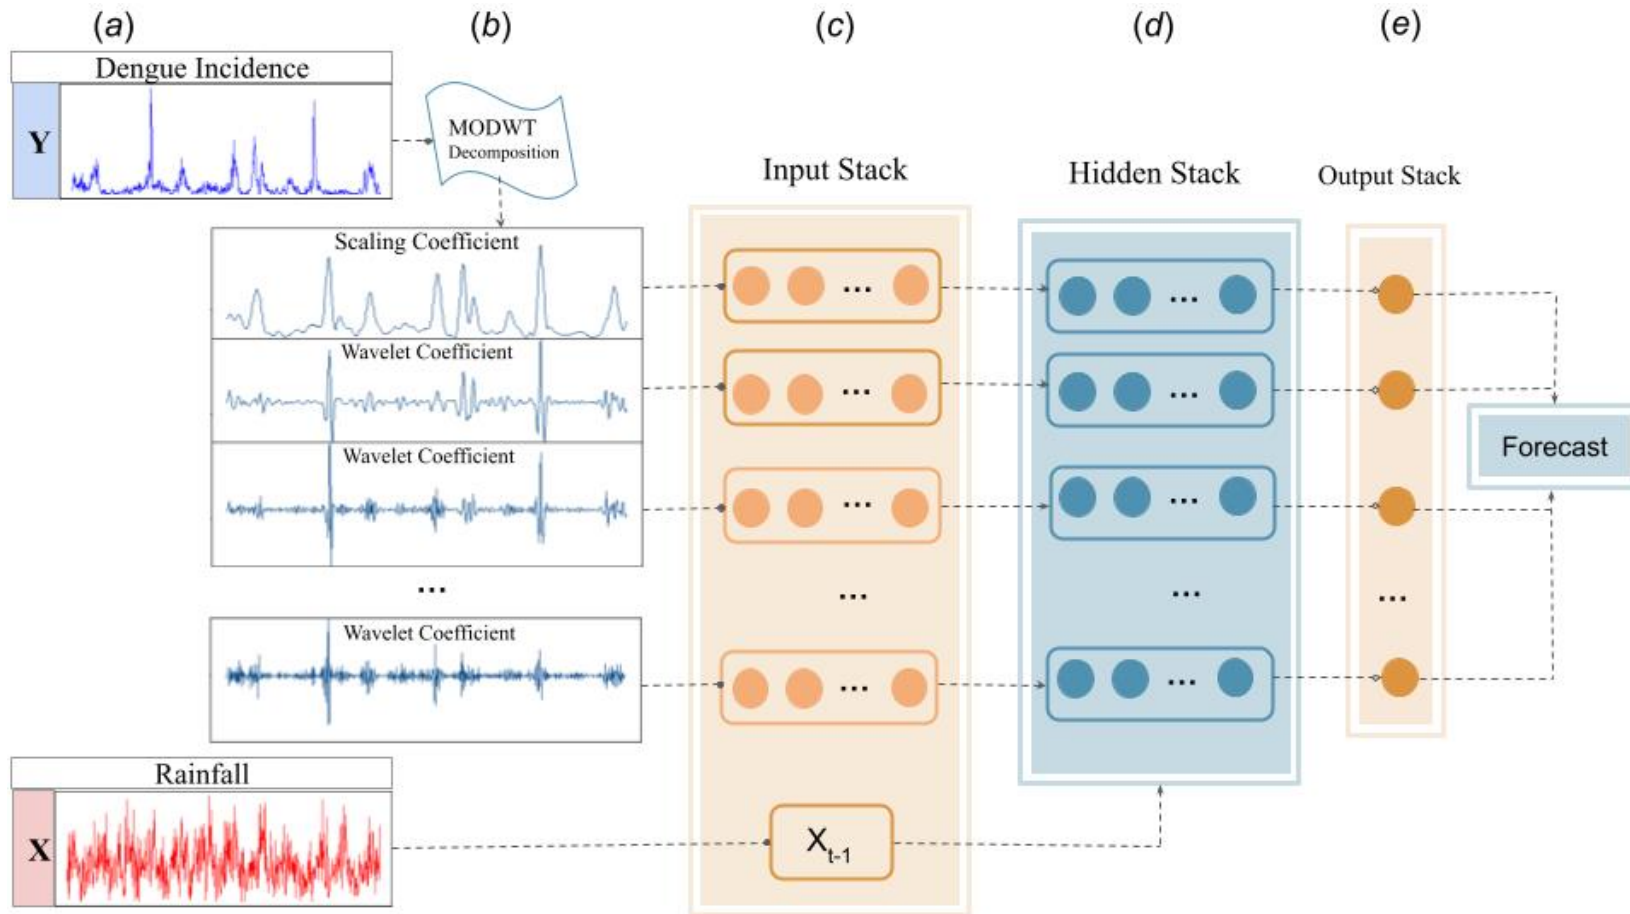 (a)
(b)
(c)
(d)
(e)
Dengue Incidence
Y
MODWT
Decomposition
Input Stack
Hidden Stack
Output Stack
Scaling Coefficient
...
...
Wavelet Coefficient
...
...
Forecast
Wavelet Coefficient
...
...
...
...
...
...
Wavelet Coefficient
...
...
Rainfall
X
Xt-1